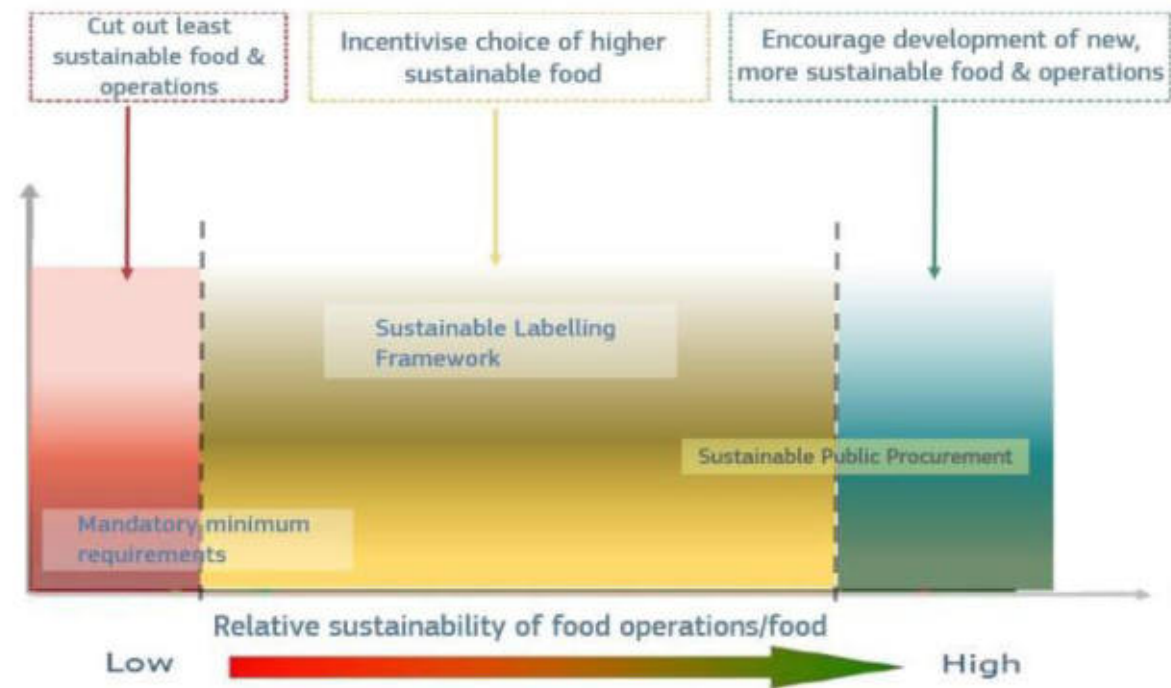 Cut out least
sustainable food &
operations
Incentivise choice of higher
sustainable food
Encourage development of new,
more sustainable food & operations
Sustainable Labelling
Framework
Sustainable Public Procurement
Mandatory minimum
requirements
Relative sustainability of food operations/food
Low
High